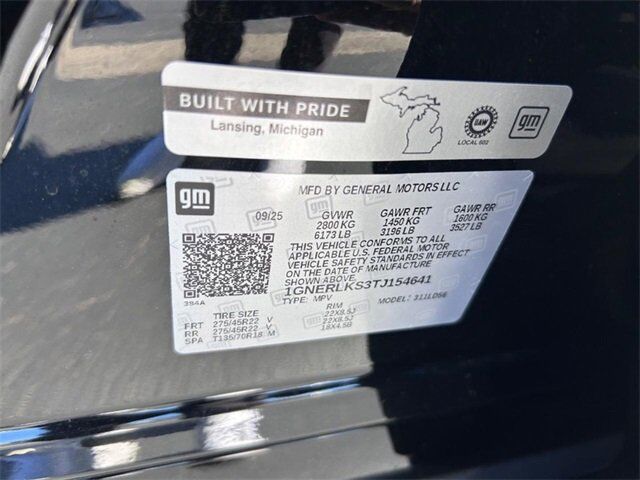 BUILT WITH PRIDE
Lansing, Michigan
UAW
LOCAL 602
gm
gm
MFD BY GENERAL MOTORS LLC
09/25 GVWR GAWR FRT GAWR RR
2800 KG 1450 KG 1600 KG
6173 LB 3196 LB 3527 LB
THIS VEHICLE CONFORMS TO ALL
APPLICABLE U.S. FEDERAL MOTOR
VEHICLE SAFETY STANDARDS IN EFFECT
ON THE DATE OF MANUFACTURE
SHOWN ABOVE.
1GNERLKS3TJ154641
384A
TYPE: MPV MODEL: 311LD56
TIRE SIZE RIM
FRT 275/45R22 V 22X8.5J
RR 275/45R22 V 22X8.5J
SPA T135/70R18 M 18X4.5B